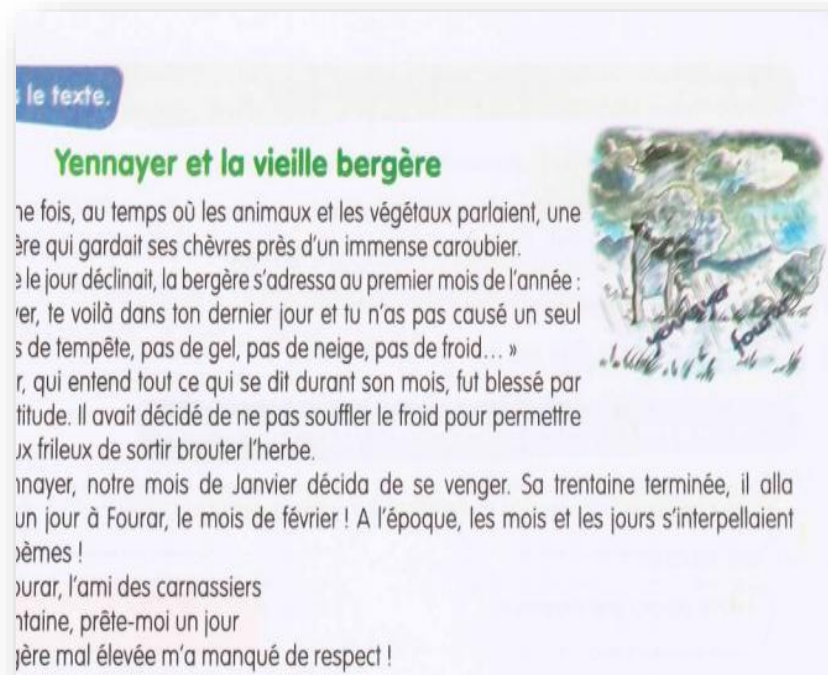 le texte.
Yennayer et la vieille bergère
ne fois, au temps où les animaux et les végétaux parlaient, une
ère qui gardait ses chèvres près d'un immense caroubier.
e le jour déclinait, la bergère s'adressa au premier mois de l'année :
er, te voilà dans ton dernier jour et tu n'as pas causé un seul
s de tempête, pas de gel, pas de neige, pas de froid... »
r, qui entend tout ce qui se dit durant son mois, fut blessé par
titude. Il avait décidé de ne pas souffler le froid pour permettre
ux frileux de sortir brouter l'herbe.
nnayer, notre mois de Janvier décida de se venger. Sa trentaine terminée, il alla
un jour à Fourar, le mois de février ! A l'époque, les mois et les jours s'interpellaient
oèmes !
ourar, l'ami des carnassiers
ntaine, prête-moi un jour
gère mal élevée m'a manqué de respect !
yennayer
fourar